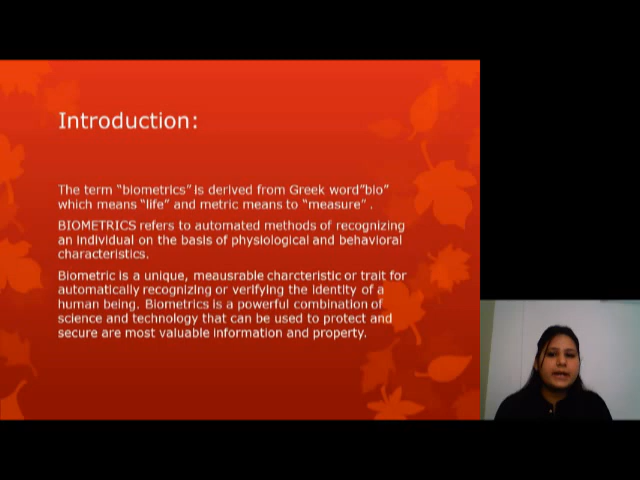 Introduction:
The term “biometrics” is derived from Greek word”bio”
which means “life” and metric means to “measure” .
BIOMETRICS refers to automated methods of recognizing
an individual on the basis of physiological and behavioral
characteristics.
Biometric is a unique, meausrable charcteristic or trait for
automatically recognizing or verifying the identity of a
human being. Biometrics is a powerful combination of
science and technology that can be used to protect and
secure are most valuable information and property.